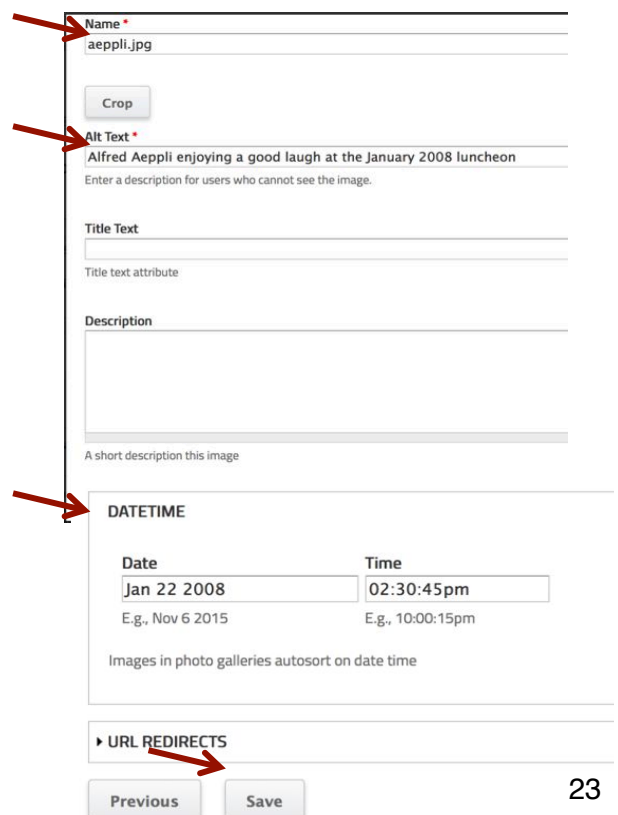 Name *
aeppli.jpg
Crop
Alt Text *
Alfred Aeppli enjoying a good laugh at the January 2008 luncheon
Enter a description for users who cannot see the image.
Title Text
Title text attribute
Description
A short description this image
DATETIME
Date Time
Jan 22 2008 02:30:45pm
E.g., Nov 6 2015 E.g., 10:00:15pm
Images in photo galleries autosort on date time
URL REDIRECTS
Previous Save
23